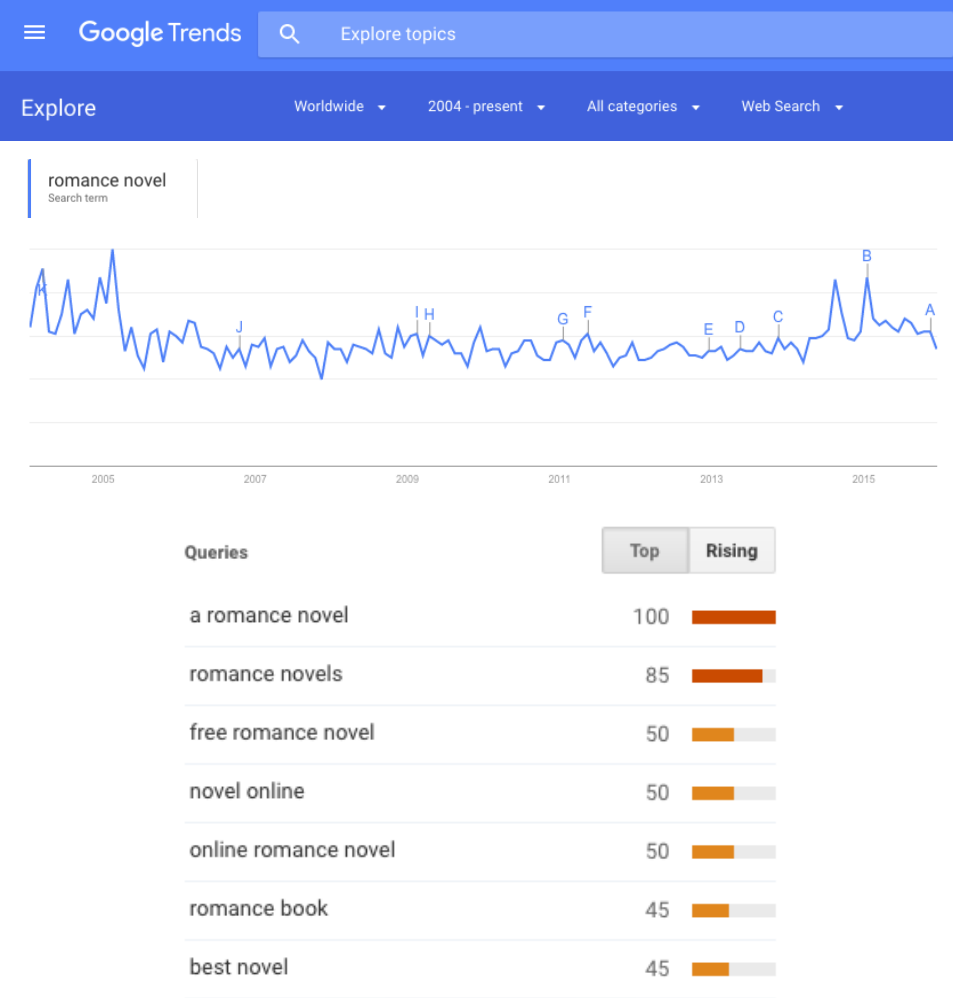 Google Trends
Explore topics
Explore
Worldwide
2004 - present
All categories
Web Search
romance novel
Search term
K
J
I
H
G
F
E
D
C
B
A
2005
2007
2009
2011
2013
2015
Queries
Top
Rising
a romance novel 100
romance novels 85
free romance novel 50
novel online 50
online romance novel 50
romance book 45
best novel 45